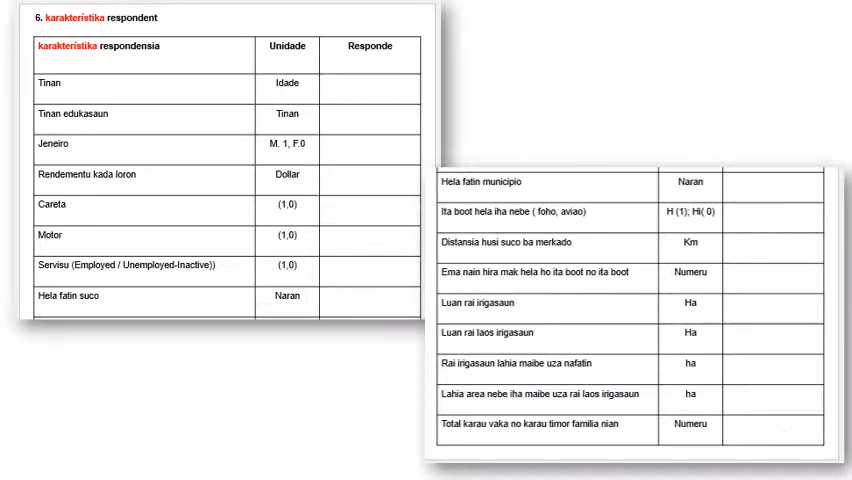 6. karakterístika respondent
karakterístika respondensia Unidade Responde
Tinan Idade
Tinan edukasaun Tinan
Jeneiro M. 1, F.0
Rendementu kada loron Dollar
Careta (1,0)
Motor (1,0)
Servisu (Employed / Unemployed-Inactive)) (1,0)
Hela fatin suco Naran
Hela fatin municipio Naran
Ita boot hela iha nebe ( foho, aviao) H (1); Hi( 0)
Distansia husi suco ba merkado Km
Ema nain hira mak hela ho ita boot no ita boot Numeru
Luan rai irigasaun Ha
Luan rai laos irigasaun Ha
Rai irigasaun lahia maibe uza nafatin ha
Lahia area nebe iha maibe uza rai laos irigasaun ha
Total karau vaka no karau timor familia nian Numeru